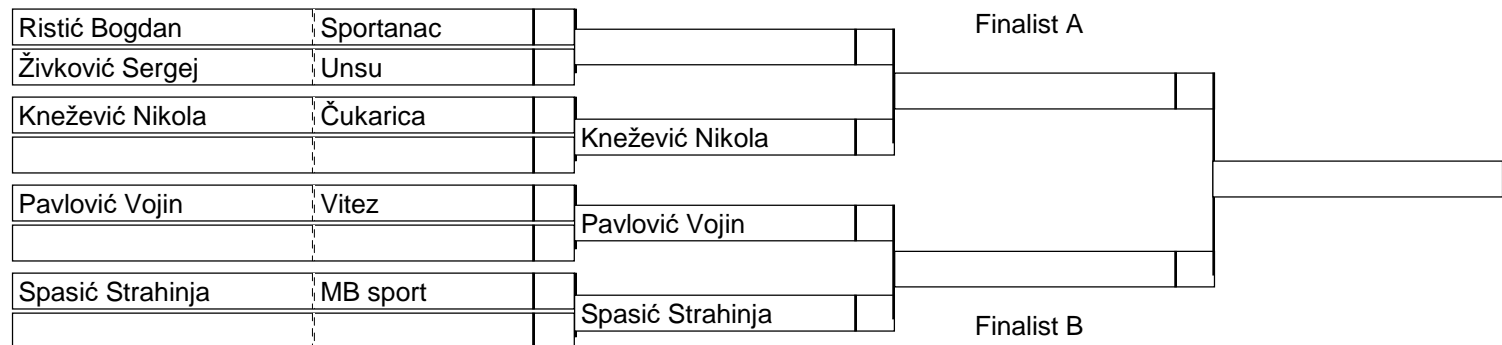 Ristić Bogdan Sportanac
Živković Sergej Unsu
Knežević Nikola Čukarica
Pavlović Vojin Vitez
Spasić Strahinja MB sport
Knežević Nikola
Pavlović Vojin
Spasić Strahinja
Finalist A
Finalist B